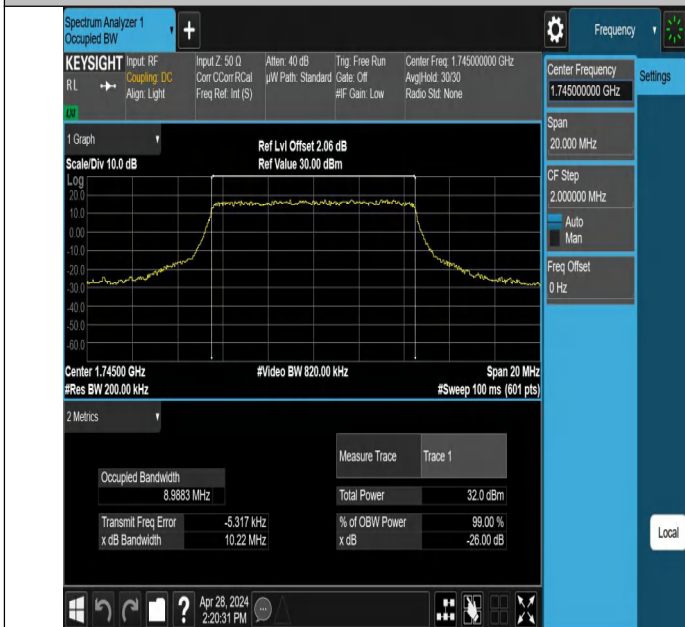 Spectrum Analyzer 1
Occupied BW
+
Frequency
KEYSIGHT
RL
Input: RF
Coupling: DC
Align: Light
Input Z: 50 Ω
Corr CCorr RCal
Freq Ref: Int (S)
Atten: 40 dB
µW Path: Standard
Trig: Free Run
Gate: Off
#IF Gain: Low
Center Freq: 1.745000000 GHz
Avg|Hold: 30/30
Radio Std: None
Center Frequency
1.745000000 GHz
Settings
Span
20.000 MHz
CF Step
2.000000 MHz
Auto
Man
Freq Offset
0 Hz
1 Graph
Scale/Div 10.0 dB
Ref Lvl Offset 2.06 dB
Ref Value 30.00 dBm
Log
20.0
10.0
0.00
-10.0
-20.0
-30.0
-40.0
-50.0
-60.0
Center 1.74500 GHz
#Video BW 820.00 kHz
Span 20 MHz
#Res BW 200.00 kHz
#Sweep 100 ms (601 pts)
2 Metrics
Measure Trace Trace 1
Occupied Bandwidth
8.9883 MHz
Total Power 32.0 dBm
Transmit Freq Error -5.317 kHz
% of OBW Power 99.00 %
x dB Bandwidth 10.22 MHz
x dB -26.00 dB
Local
?
Apr 28, 2024
2:20:31 PM